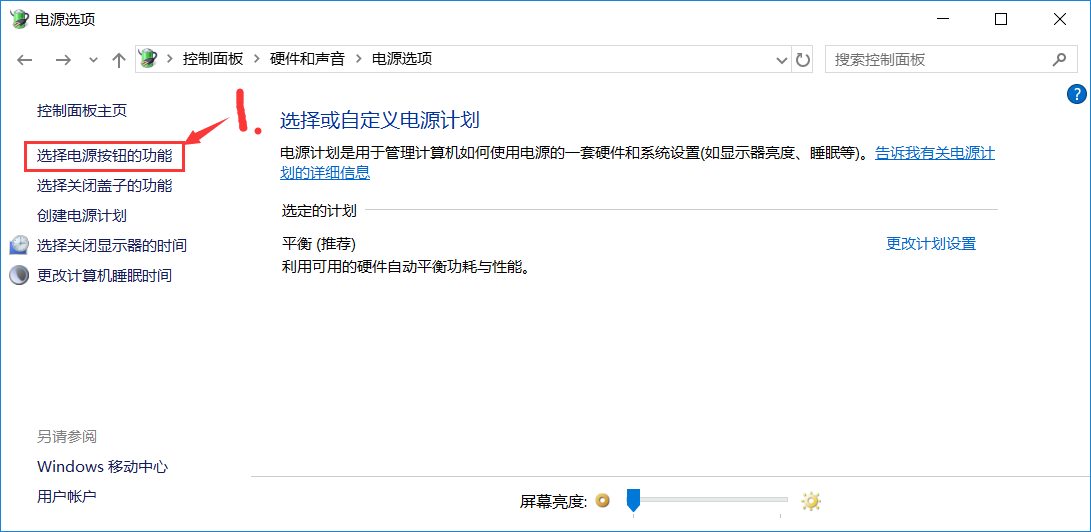 电源选项
控制面板 > 硬件和声音 > 电源选项
搜索控制面板
?
控制面板主页
1.
选择电源按钮的功能
选择关闭盖子的功能
创建电源计划
选择关闭显示器的时间
更改计算机睡眠时间
选择或自定义电源计划
电源计划是用于管理计算机如何使用电源的一套硬件和系统设置(如显示器亮度、睡眠等)。告诉我有关电源计
划的详细信息
选定的计划
平衡 (推荐)
更改计划设置
利用可用的硬件自动平衡功耗与性能。
另请参阅
Windows 移动中心
用户帐户
屏幕亮度: